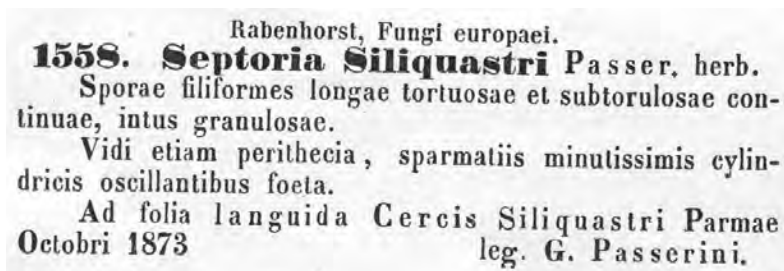 Rabenhorst, Fungi europaei.
1558. Septoria Siliquastri Passer. herb.
Sporae filiformes longae tortuosae et subtorulosae con-
tinuae, intus granulosae.
Vidi etiam perithecia, sparmatiis minutissimis cylin-
dricis oscillantibus foeta.
Ad folia languida Cercis Siliquastri Parmae
Octobri 1873 leg. G. Passerini.